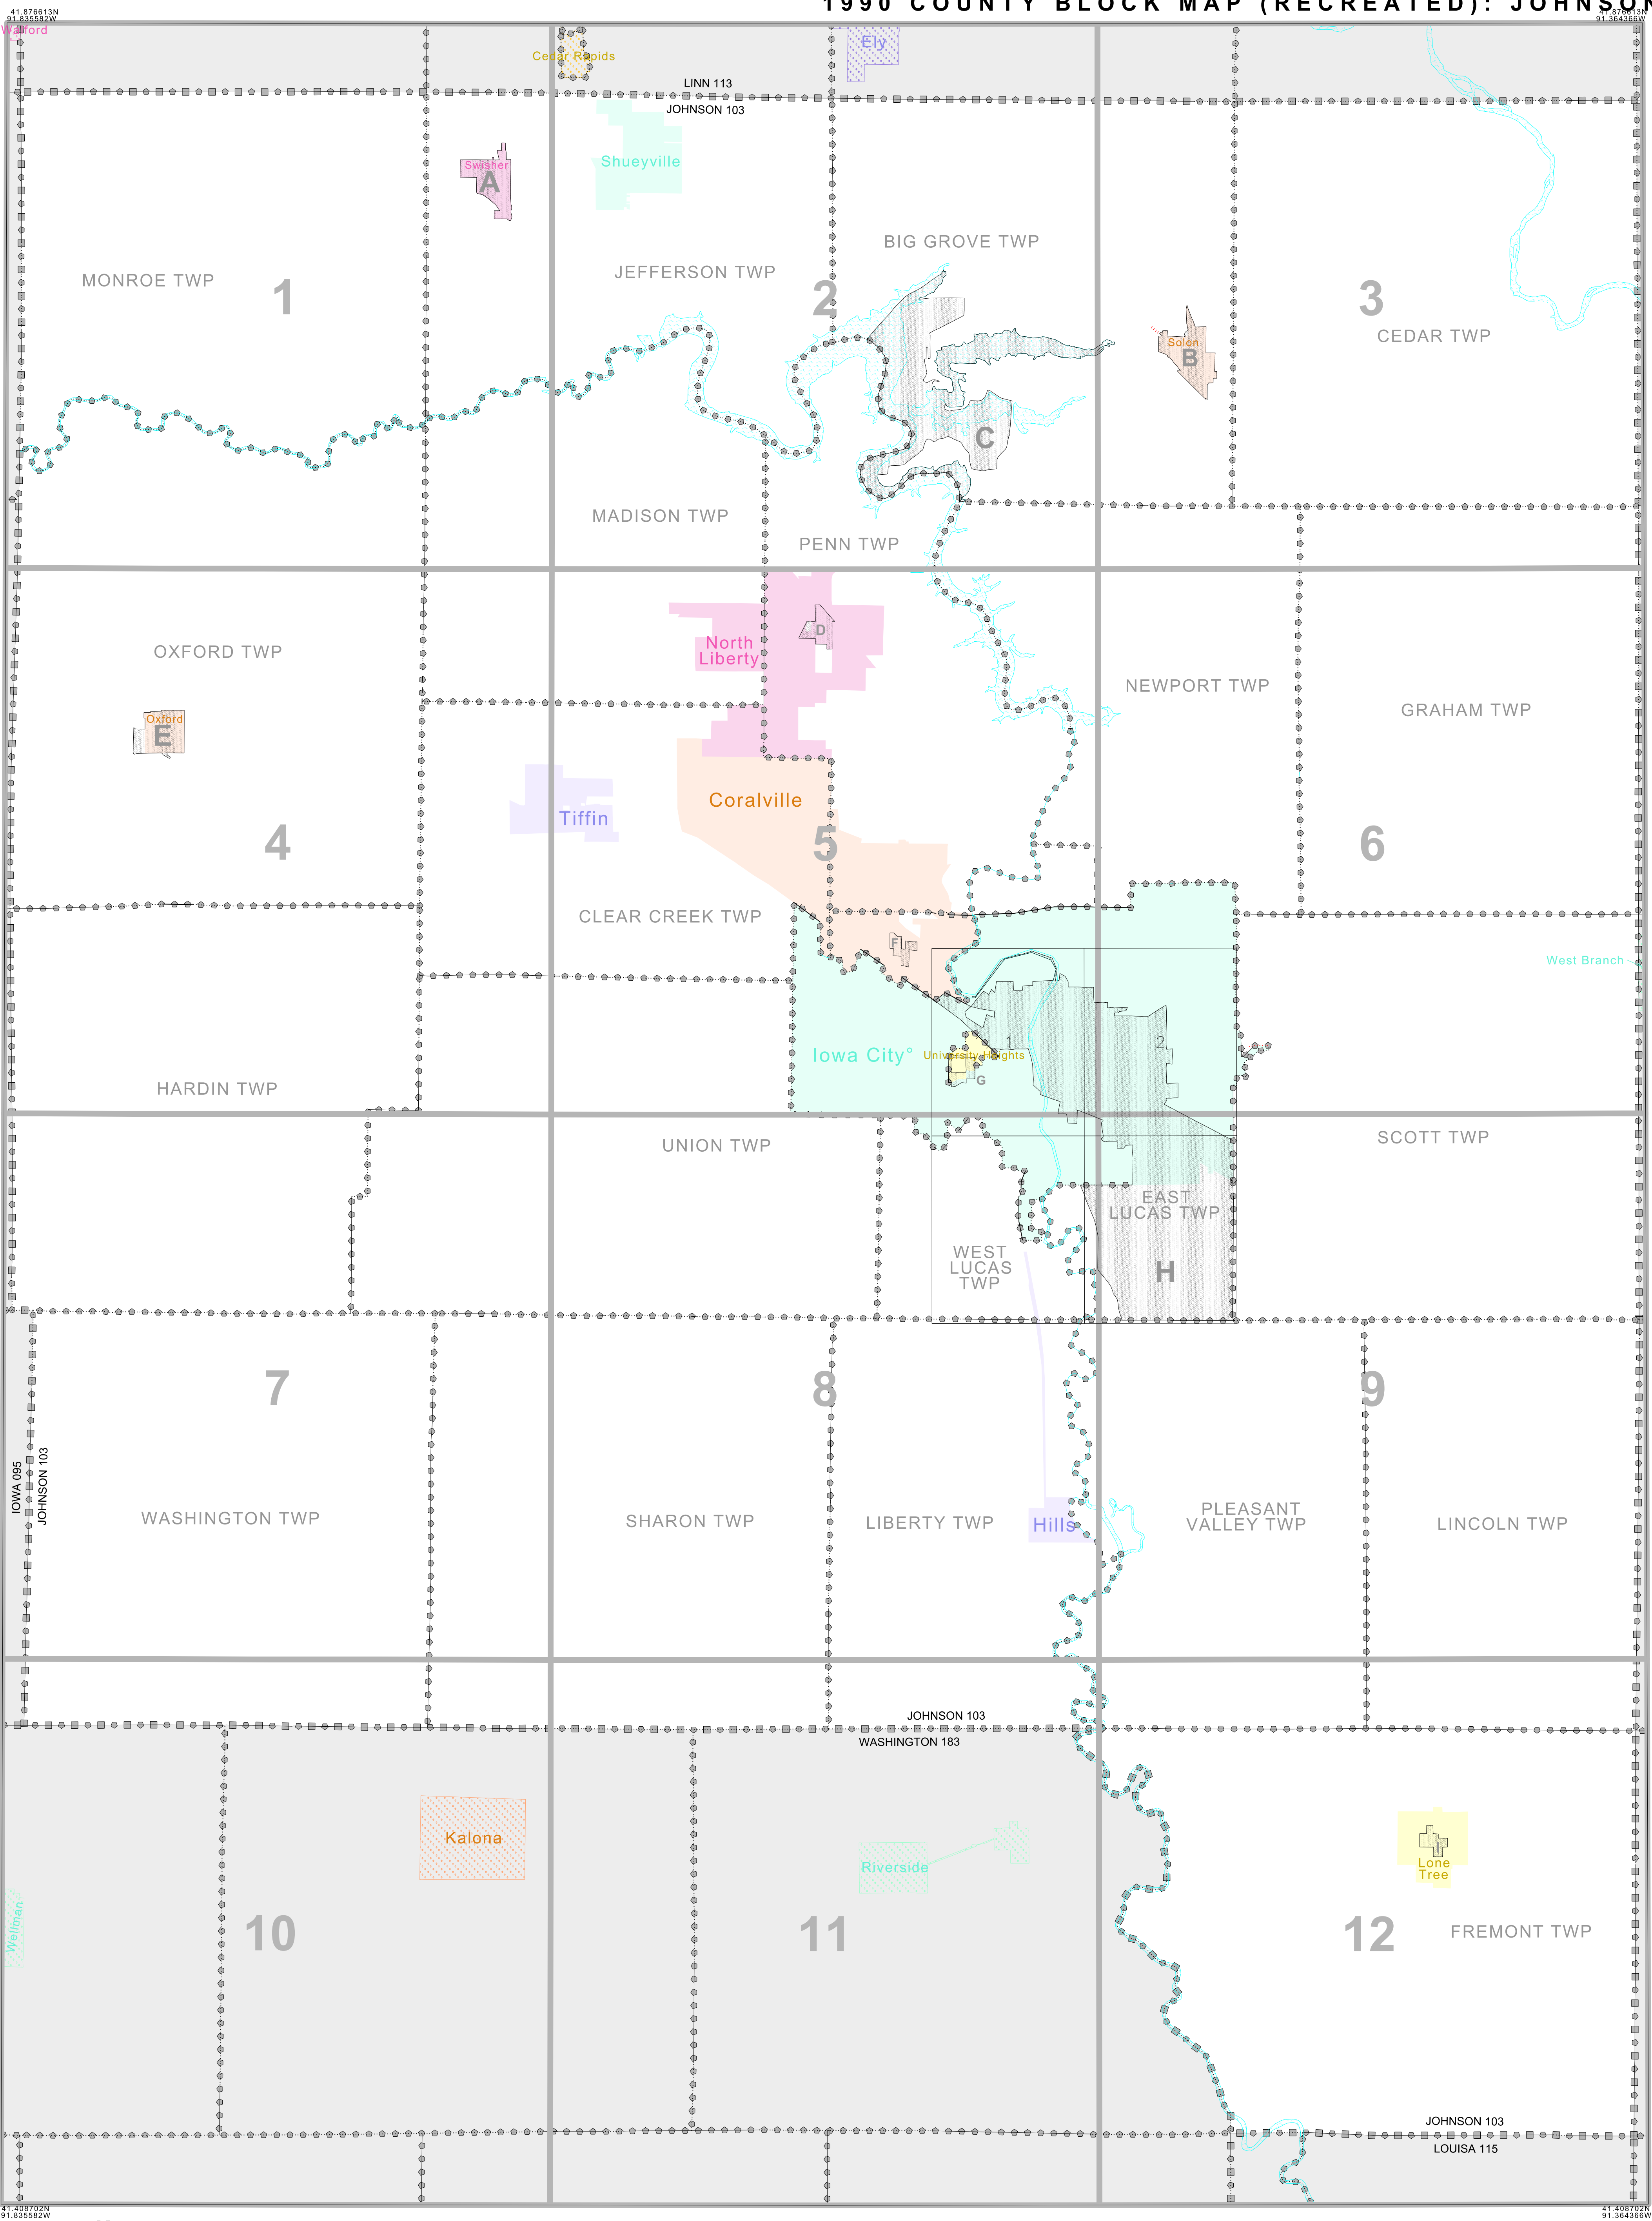 1990 COUNTY BLOCK MAP (RECREATED): JOHNSON
41.876613N
91.835582W
41.876613N
91.364366W
Walford
Cedar Rapids
Ely
LINN 113
JOHNSON 103
Swisher
A
Shueyville
BIG GROVE TWP
JEFFERSON TWP
MONROE TWP
1
2
3
CEDAR TWP
Solon
B
C
MADISON TWP
PENN TWP
D
North
Liberty
OXFORD TWP
NEWPORT TWP
GRAHAM TWP
Oxford
E
Coralville
Tiffin
4
5
6
CLEAR CREEK TWP
F
West Branch
1
2
Iowa City°
University Heights
G
HARDIN TWP
UNION TWP
SCOTT TWP
EAST
LUCAS TWP
WEST
LUCAS
TWP
H
7
8
9
IOWA 095
JOHNSON 103
WASHINGTON TWP
SHARON TWP
LIBERTY TWP
Hills
PLEASANT
VALLEY TWP
LINCOLN TWP
JOHNSON 103
WASHINGTON 183
Kalona
Riverside
I
Lone
Tree
Wellman
10
11
12
FREMONT TWP
JOHNSON 103
LOUISA 115
41.408702N
91.835582W
41.408702N
91.364366W